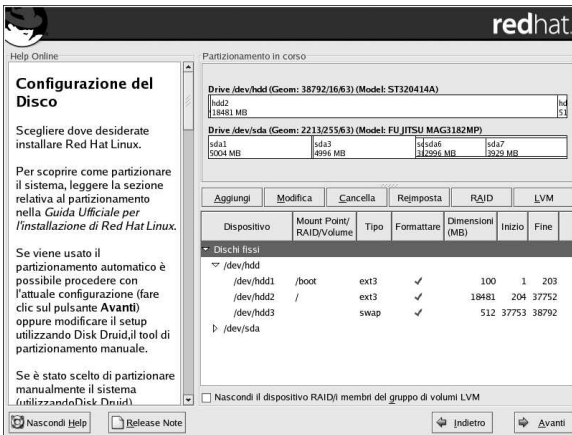 redhat.
Help Online
Configurazione del
Disco
Scegliere dove desiderate
installare Red Hat Linux.
Per scoprire come partizionare
il sistema, leggere la sezione
relativa al partizionamento
nella Guida Ufficiale per
l'installazione di Red Hat Linux.
Se viene usato il
partizionamento automatico è
possibile procedere con
l'attuale configurazione (fare
clic sul pulsante Avanti)
oppure modificare il setup
utilizzando Disk Druid,il tool di
partizionamento manuale.
Se è stato scelto di partizionare
manualmente il sistema
(utilizzandoDisk Druid)
Partizionamento in corso
Drive /dev/hdd (Geom: 38792/16/63) (Model: ST320414A)
hdd2 hd
18481 MB 51
Drive /dev/sda (Geom: 2213/255/63) (Model: FUJITSU MAG3182MP)
sda1 sda3 sda6 sda7
5004 MB 4996 MB 2996 MB 3929 MB
Aggiungi Modifica Cancella Reimposta RAID LVM
Dispositivo Mount Point/ RAID/Volume Tipo Formattare Dimensioni (MB) Inizio Fine
Dischi fissi
/dev/hdd
/dev/hdd1 /boot ext3 ✓ 100 1 203
/dev/hdd2 / ext3 ✓ 18481 204 37752
/dev/hdd3 swap ✓ 512 37753 38792
/dev/sda
Nascondi il dispositivo RAID/i membri del gruppo di volumi LVM
Nascondi Help Release Note Indietro Avanti